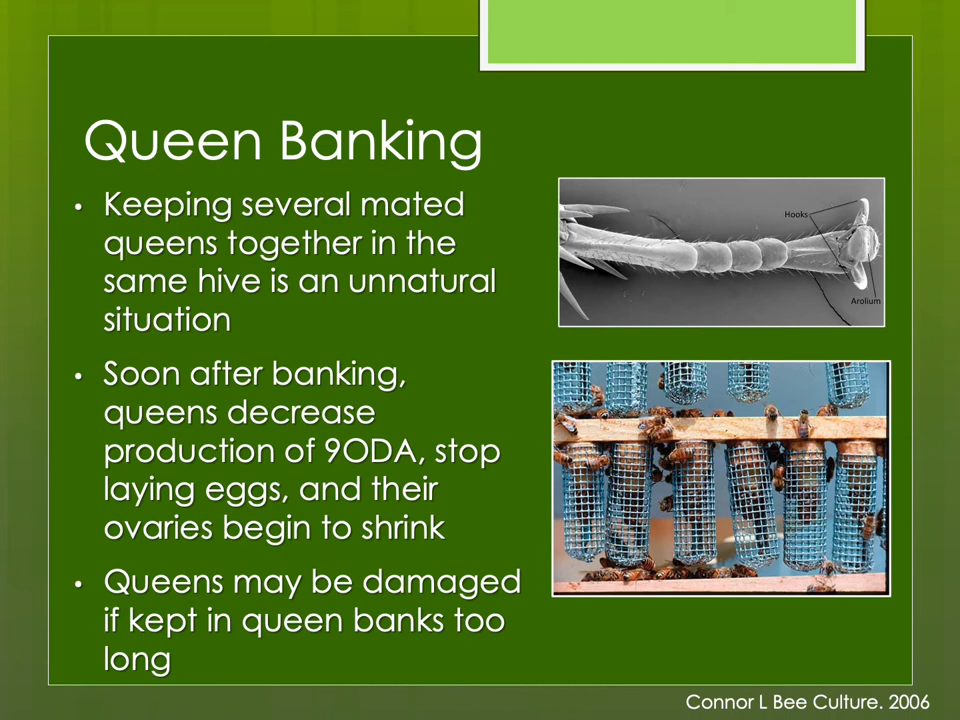 Queen Banking
• Keeping several mated
queens together in the
same hive is an unnatural
situation
• Soon after banking,
queens decrease
production of 9ODA, stop
laying eggs, and their
ovaries begin to shrink
• Queens may be damaged
if kept in queen banks too
long
Hooks
Arolium
Connor L Bee Culture. 2006